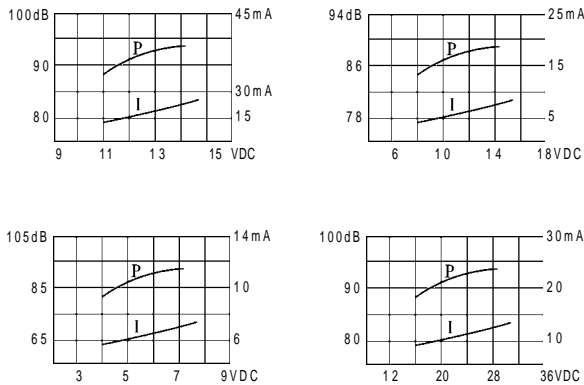 100dB 45mA
P
90
30mA
I
80 15
9 11 13 15 VDC
94dB 25mA
P
86 15
I
78 5
6 10 14 18VDC
105dB 14mA
P
85 10
I
65 6
3 5 7 9VDC
100dB 30mA
P
90 20
I
80 10
12 20 28 36VDC